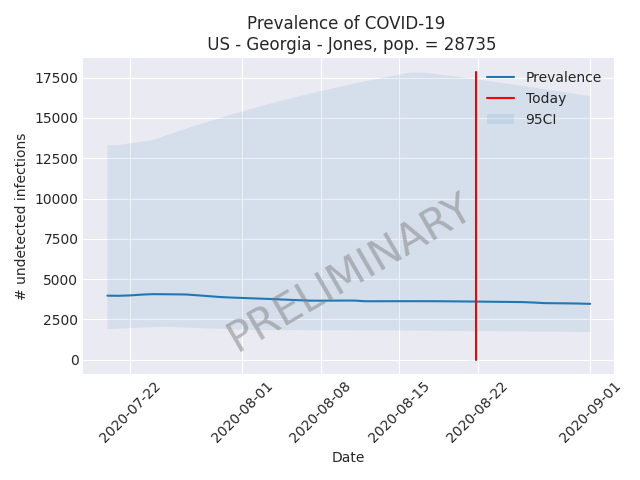 Prevalence of COVID-19
US - Georgia - Jones, pop. = 28735
Prevalence
Today
95CI
17500
15000
12500
10000
7500
5000
2500
0
# undetected infections
PRELIMINARY
2020-07-22
2020-08-01
2020-08-08
2020-08-15
2020-08-22
2020-09-01
Date